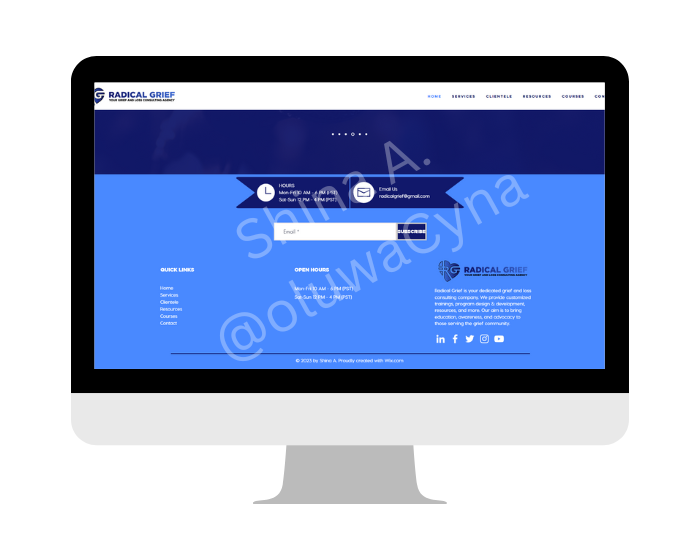 RADICAL GRIEF
YOUR GRIEF AND LOSS CONSULTING AGENCY
HOME SERVICES CLIENTELE RESOURCES COURSES CON
HOURS
Mon-Fri 10 AM - 6 PM (PST)
Sat-Sun 12 PM - 4 PM (PST)
Email Us
radicalgrief@gmail.com
Email *
SUBSCRIBE
Shina A.
@oluwaCyna
QUICK LINKS
Home
Services
Clientele
Resources
Courses
Contact
OPEN HOURS
Mon-Fri 10 AM - 6 PM (PST)
Sat-Sun 12 PM - 4 PM (PST)
RG RADICAL GRIEF
YOUR GRIEF AND LOSS CONSULTING AGENCY
Radical Grief is your dedicated grief and loss
consulting company. We provide customized
trainings, program design & development,
resources, and more. Our aim is to bring
education, awareness, and advocacy to
those serving the grief community.
© 2023 by Shina A. Proudly created with Wix.com